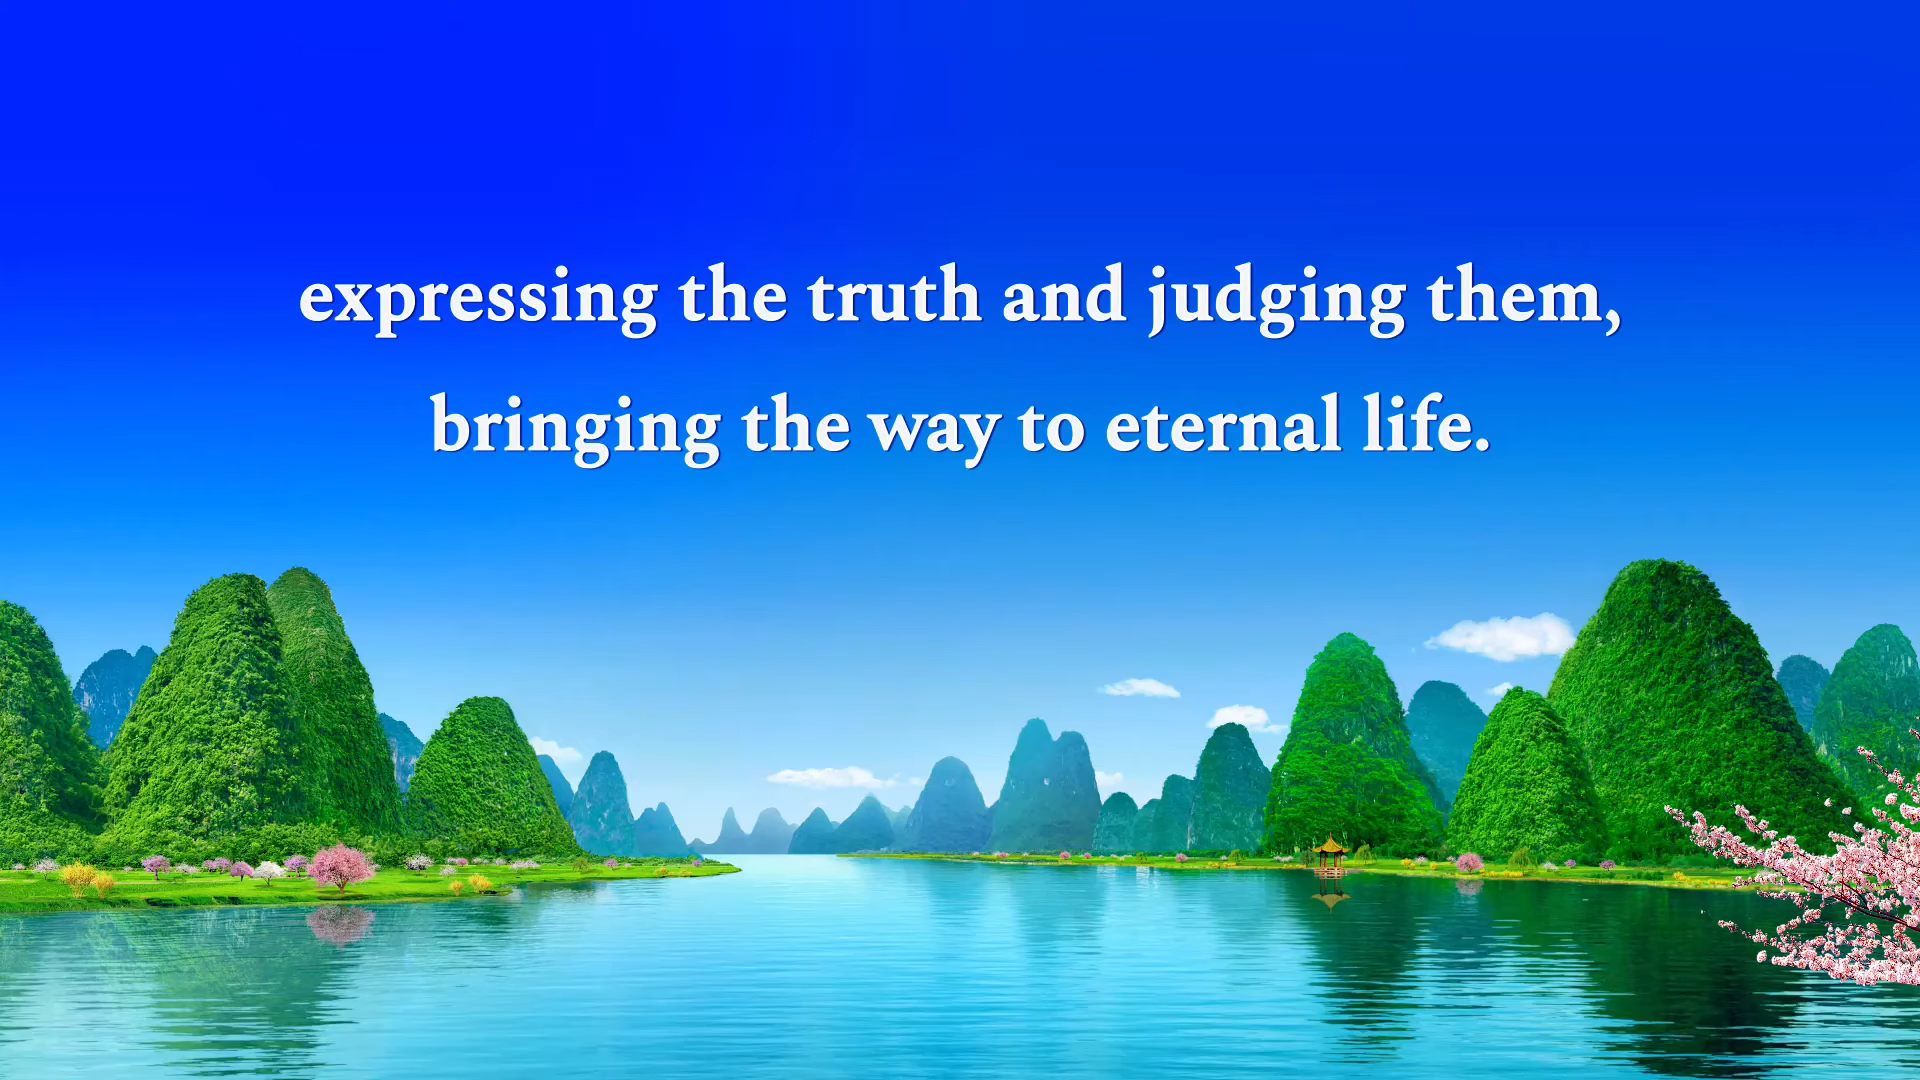 expressing the truth and judging them,
bringing the way to eternal life.